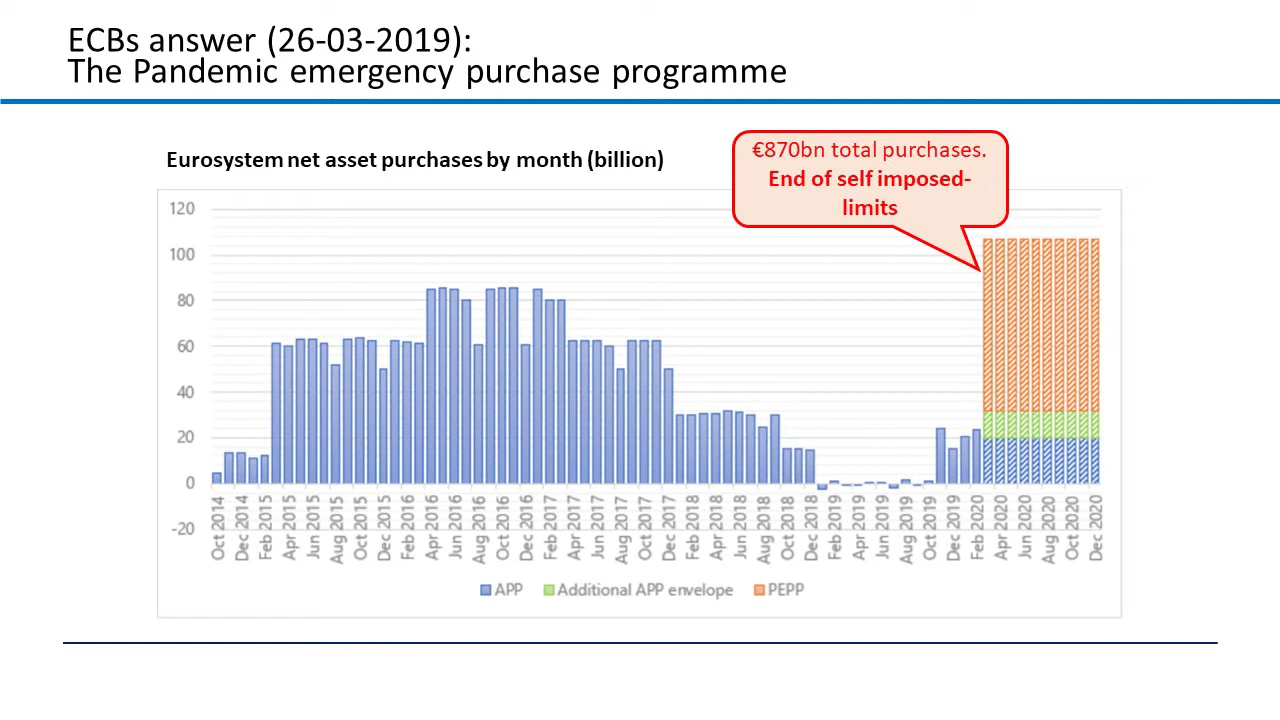 ECBs answer (26-03-2019):
The Pandemic emergency purchase programme
Eurosystem net asset purchases by month (billion)
€870bn total purchases.
End of self imposed-
limits
120
100
80
60
40
20
0
-20
Oct 2014
Dec 2014
Feb 2015
Apr 2015
Jun 2015
Aug 2015
Oct 2015
Dec 2015
Feb 2016
Apr 2016
Jun 2016
Aug 2016
Oct 2016
Dec 2016
Feb 2017
Apr 2017
Jun 2017
Aug 2017
Oct 2017
Dec 2017
Feb 2018
Apr 2018
Jun 2018
Aug 2018
Oct 2018
Dec 2018
Feb 2019
Apr 2019
Jun 2019
Aug 2019
Oct 2019
Dec 2019
Feb 2020
Apr 2020
Jun 2020
Aug 2020
Oct 2020
Dec 2020
APP
Additional APP envelope
PEPP